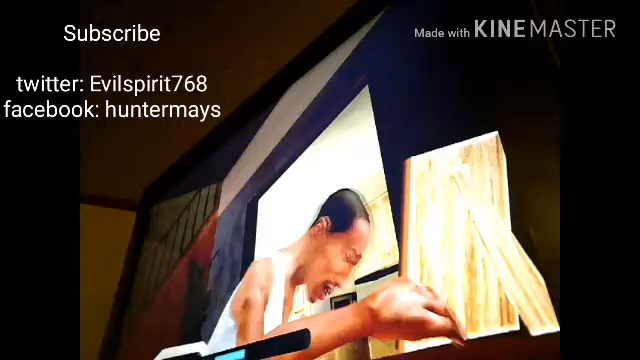 Subscribe
Made with KINEMASTER
twitter: Evilspirit768
facebook: huntermays